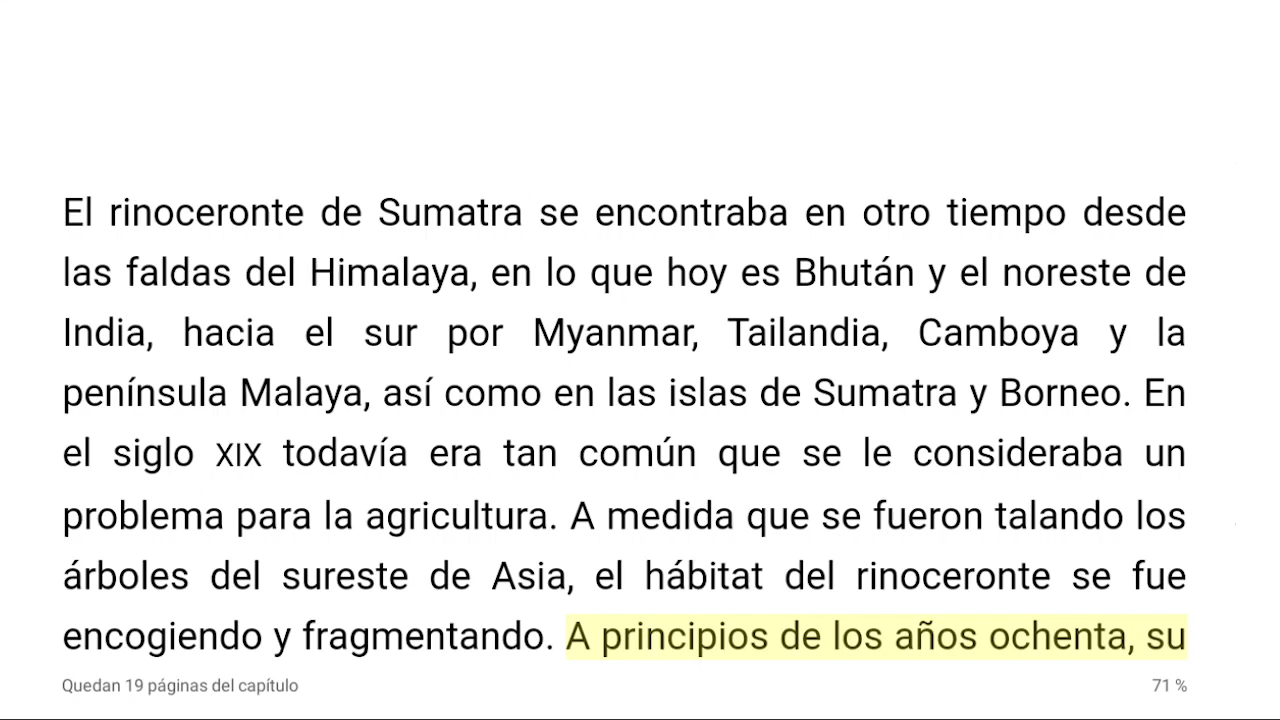 El rinoceronte de Sumatra se encontraba en otro tiempo desde
las faldas del Himalaya, en lo que hoy es Bhután y el noreste de
India, hacia el sur por Myanmar, Tailandia, Camboya y la
península Malaya, así como en las islas de Sumatra y Borneo. En
el siglo XIX todavía era tan común que se le consideraba un
problema para la agricultura. A medida que se fueron talando los
árboles del sureste de Asia, el hábitat del rinoceronte se fue
encogiendo y fragmentando. A principios de los años ochenta, su
Quedan 19 páginas del capítulo 71 %